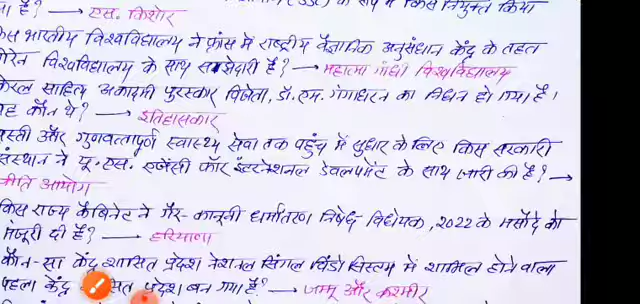 या है? → एस. किशोर
भारतीय विश्वविद्यालय ने फ्रांस में राष्ट्रीय वैज्ञानिक अनुसंधान केंद्र के तहत
विश्वविद्यालय के साथ साझेदारी है? → महात्मा गांधी विश्वविद्यालय
केरल साहित्य अकादमी पुरस्कार विजेता, डॉ. एम. गंगाधरन का निधन हो गया है।
वह कौन थे? → इतिहासकार
स्ती और गुणवत्तापूर्ण स्वास्थ्य सेवा तक पहुंच में सुधार के लिए किस सरकारी
संस्थान ने यू. एस. एजेंसी फॉर इंटरनेशनल डेवलपमेंट के साथ जारी की है? →
नीति आयोग
किस राज्य कैबिनेट ने गैर-कानूनी धर्मांतरण निषेध विधेयक, 2022 के मसौदे को
मंजूरी दी है? → हरियाणा
कौन-सा केंद्र शासित प्रदेश नेशनल सिंगल विंडो सिस्टम में शामिल होने वाला
पहला केंद्र सित प्रदेश बन गया है? → जम्मू और कश्मीर